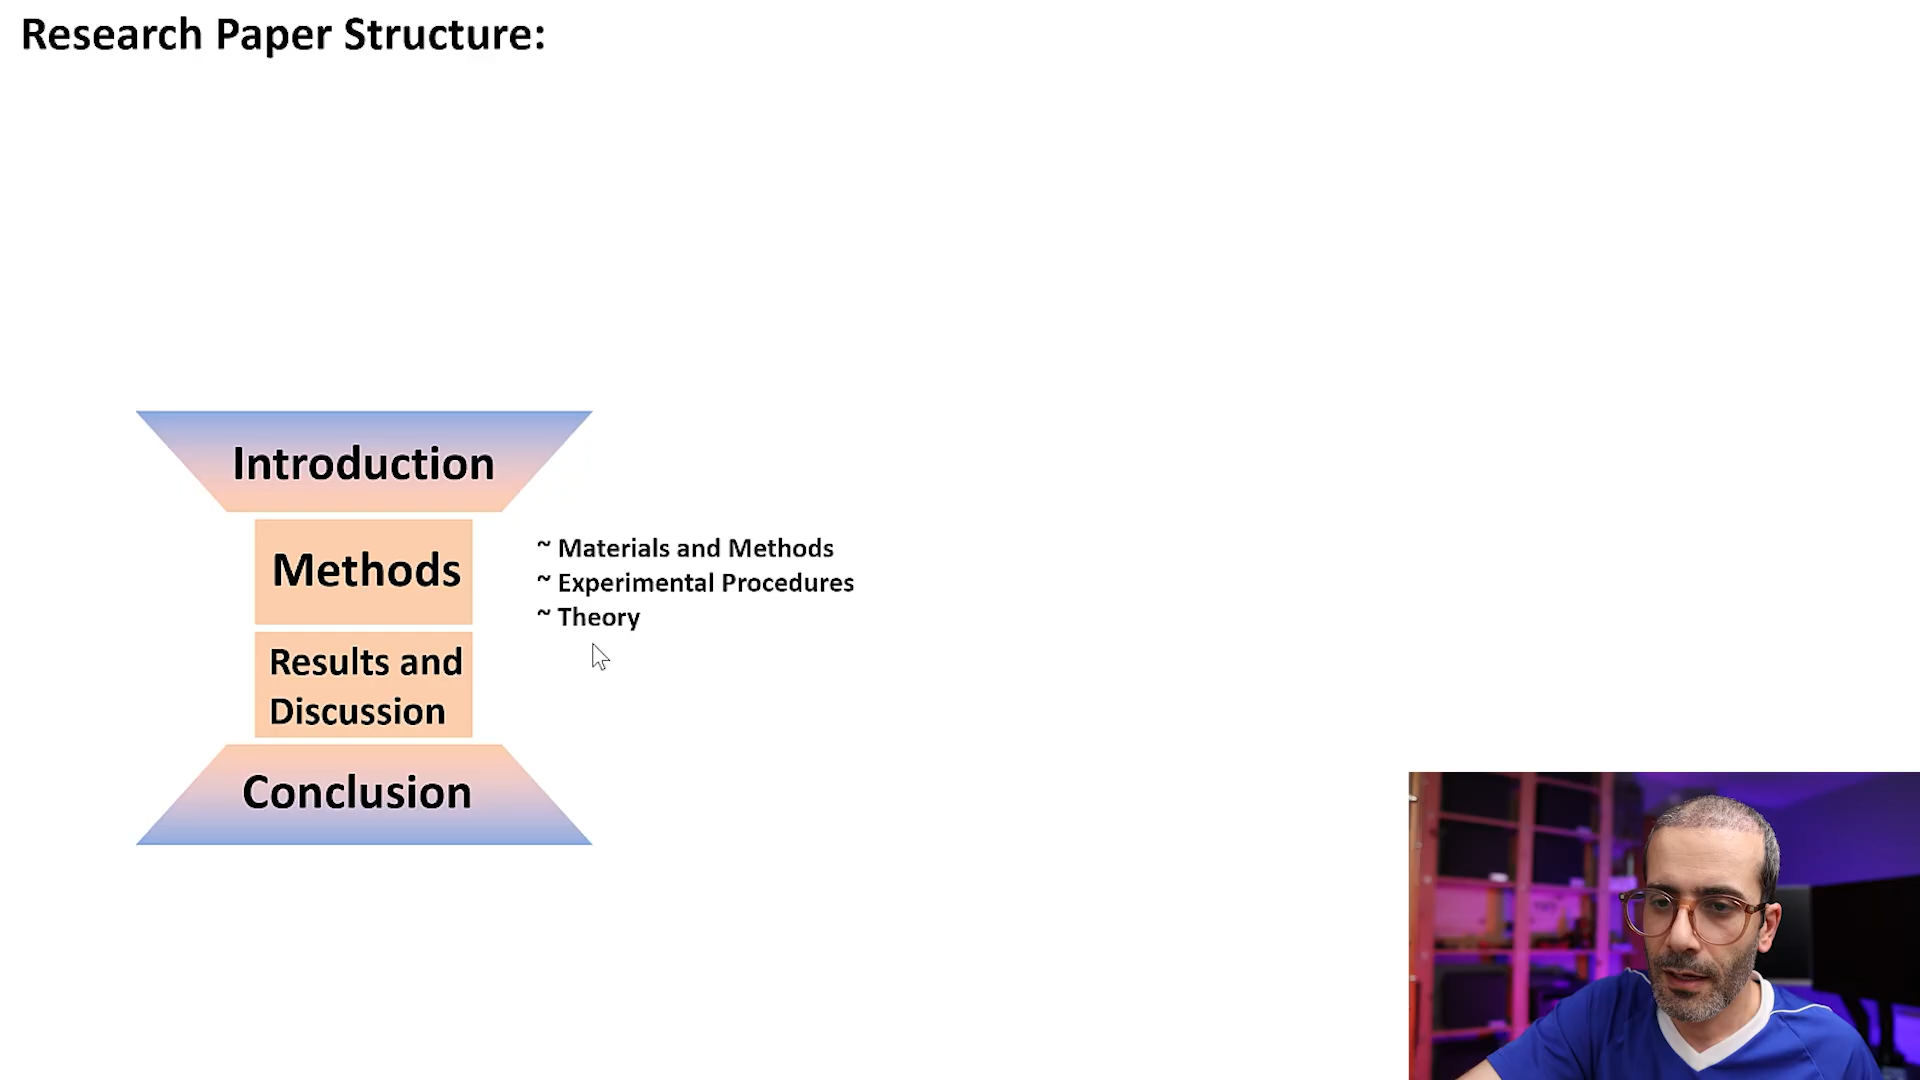 Research Paper Structure:
Introduction
Methods
~ Materials and Methods
~ Experimental Procedures
~ Theory
Results and
Discussion
Conclusion